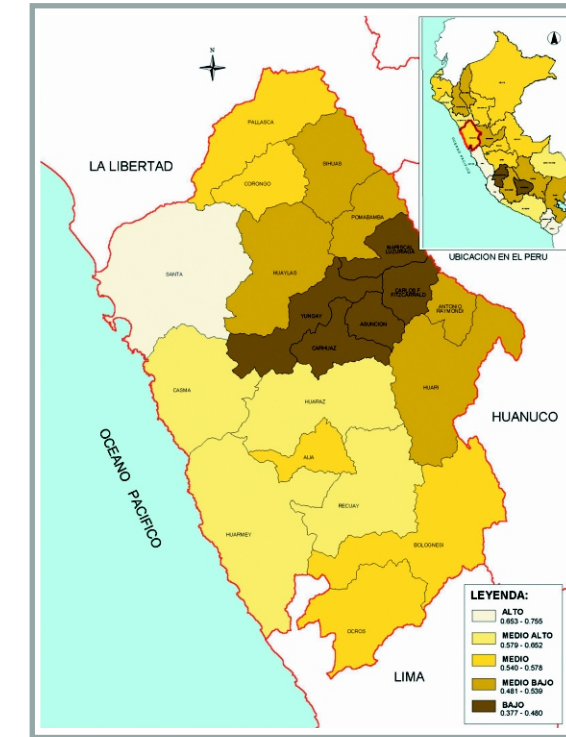 N
PALLASCA
LA LIBERTAD
SIHUAS
CORONGO
POMABAMBA
UBICACION EN EL PERU
MARISCAL
LUZURIAGA
SANTA
HUAYLAS
CARLOS F.
FITZCARRALD
ANTONIO
RAIMONDI
YUNGAY
ASUNCION
CARHUAZ
CASMA
HUARI
HUARAZ
HUANUCO
OCEANO PACIFICO
AIJA
RECUAY
HUARMEY
BOLOGNESI
OCROS
LIMA
LEYENDA:
ALTO
0.653 - 0.755
MEDIO ALTO
0.579 - 0.652
MEDIO
0.540 - 0.578
MEDIO BAJO
0.481 - 0.539
BAJO
0.377 - 0.480